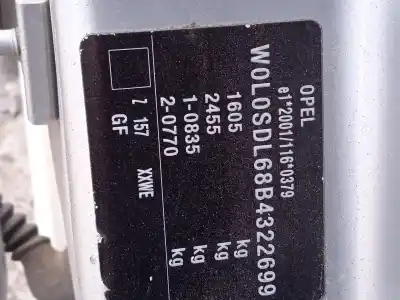 OPEL
e1*2001/116*0379
W0L0SDL68B4322699
1605 kg
2455 kg
1-0835 kg
2-0770 kg
Z 157 XXWE
GF